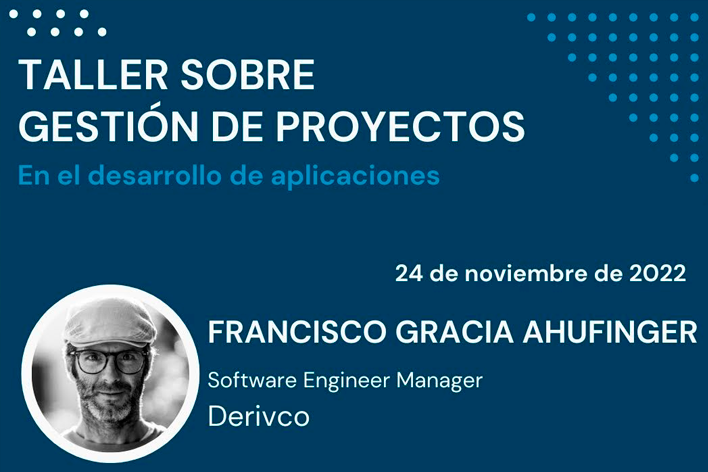 TALLER SOBRE
GESTIÓN DE PROYECTOS
En el desarrollo de aplicaciones
24 de noviembre de 2022
FRANCISCO GRACIA AHUFINGER
Software Engineer Manager
Derivco